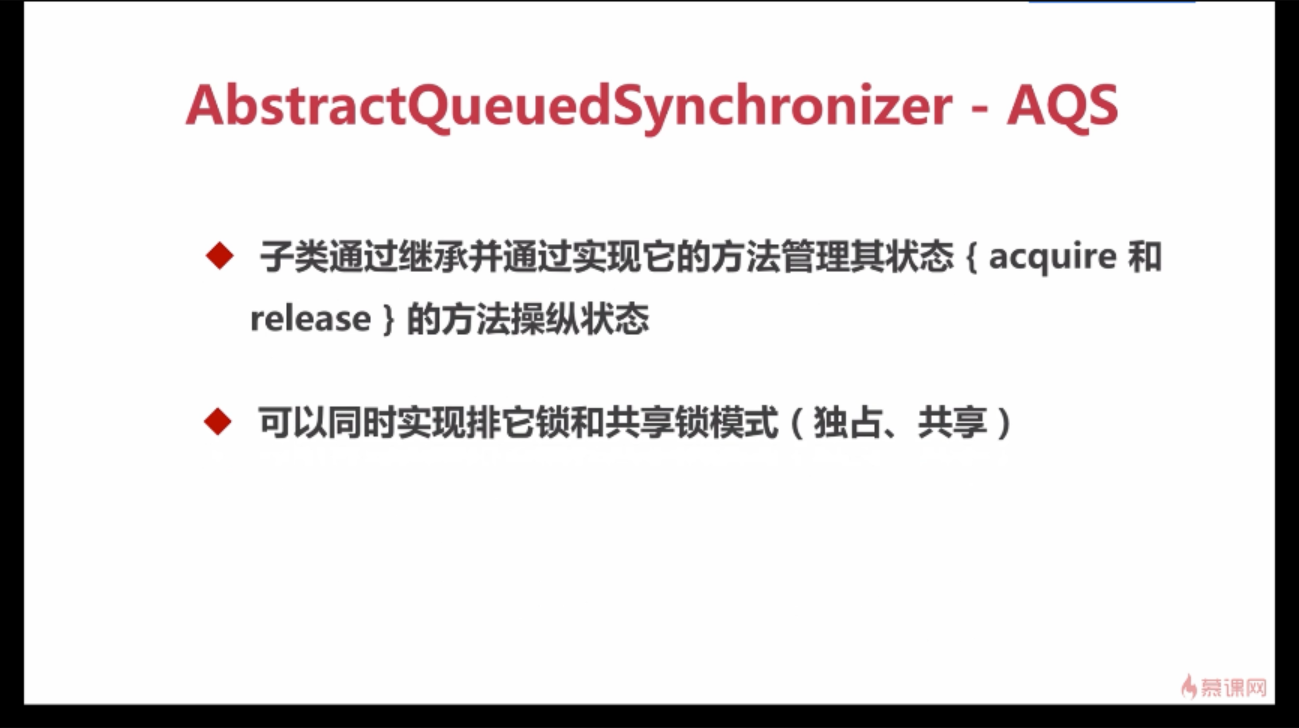 AbstractQueuedSynchronizer - AQS
子类通过继承并通过实现它的方法管理其状态 { acquire 和
release } 的方法操纵状态
可以同时实现排它锁和共享锁模式（独占、共享）
慕课网